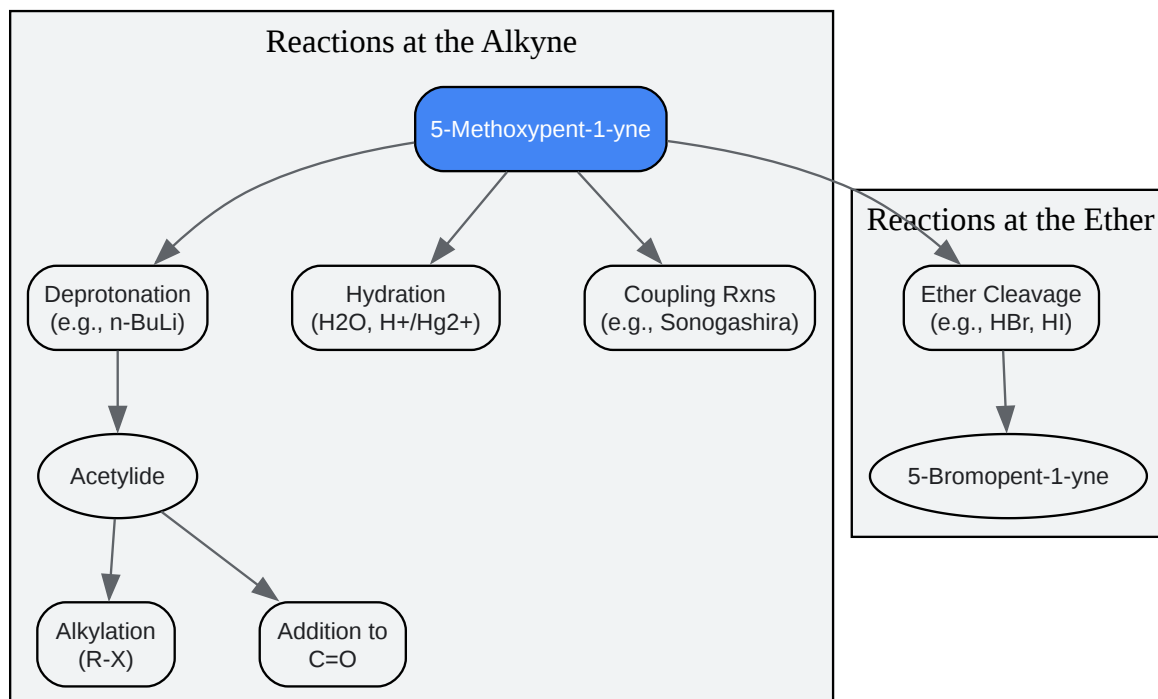 Reactions at the Alkyne
5-Methoxypent-1-yne
Reactions at the Ether
Deprotonation
(e.g., n-BuLi)
Hydration
(H2O, H+/Hg2+)
Coupling Rxns
(e.g., Sonogashira)
Ether Cleavage
(e.g., HBr, HI)
Acetylide
5-Bromopent-1-yne
Alkylation
(R-X)
Addition to
C=O